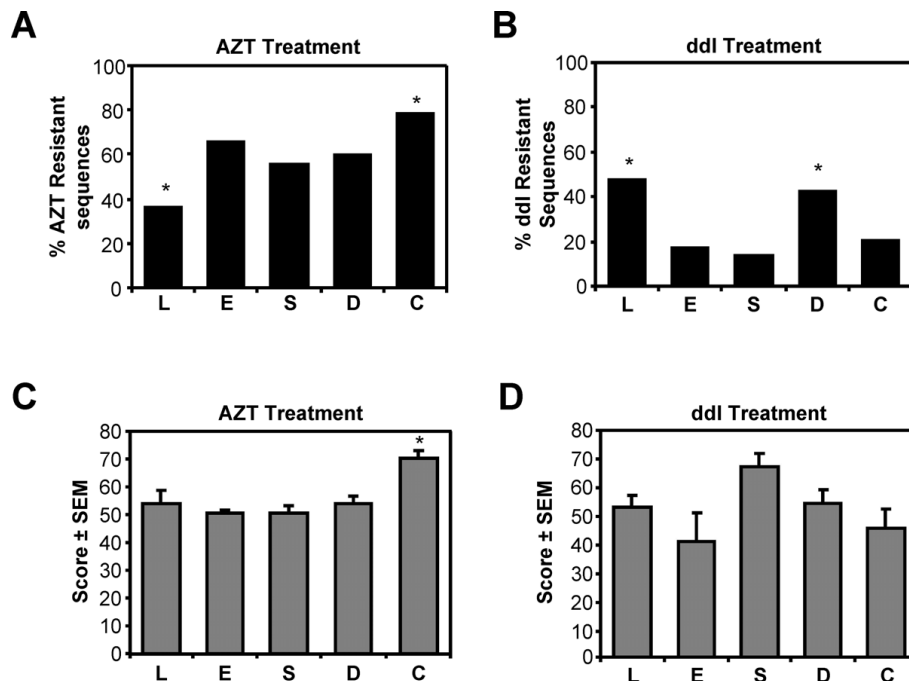 A
AZT Treatment
% AZT Resistant
sequences
100
80
60
40
20
0
*
*
L E S D C
B
ddI Treatment
% ddI Resistant
Sequences
100
80
60
40
20
0
*
*
L E S D C
C
AZT Treatment
Score ± SEM
80
70
60
50
40
30
20
10
0
*
L E S D C
D
ddI Treatment
Score ± SEM
80
70
60
50
40
30
20
10
0
L E S D C